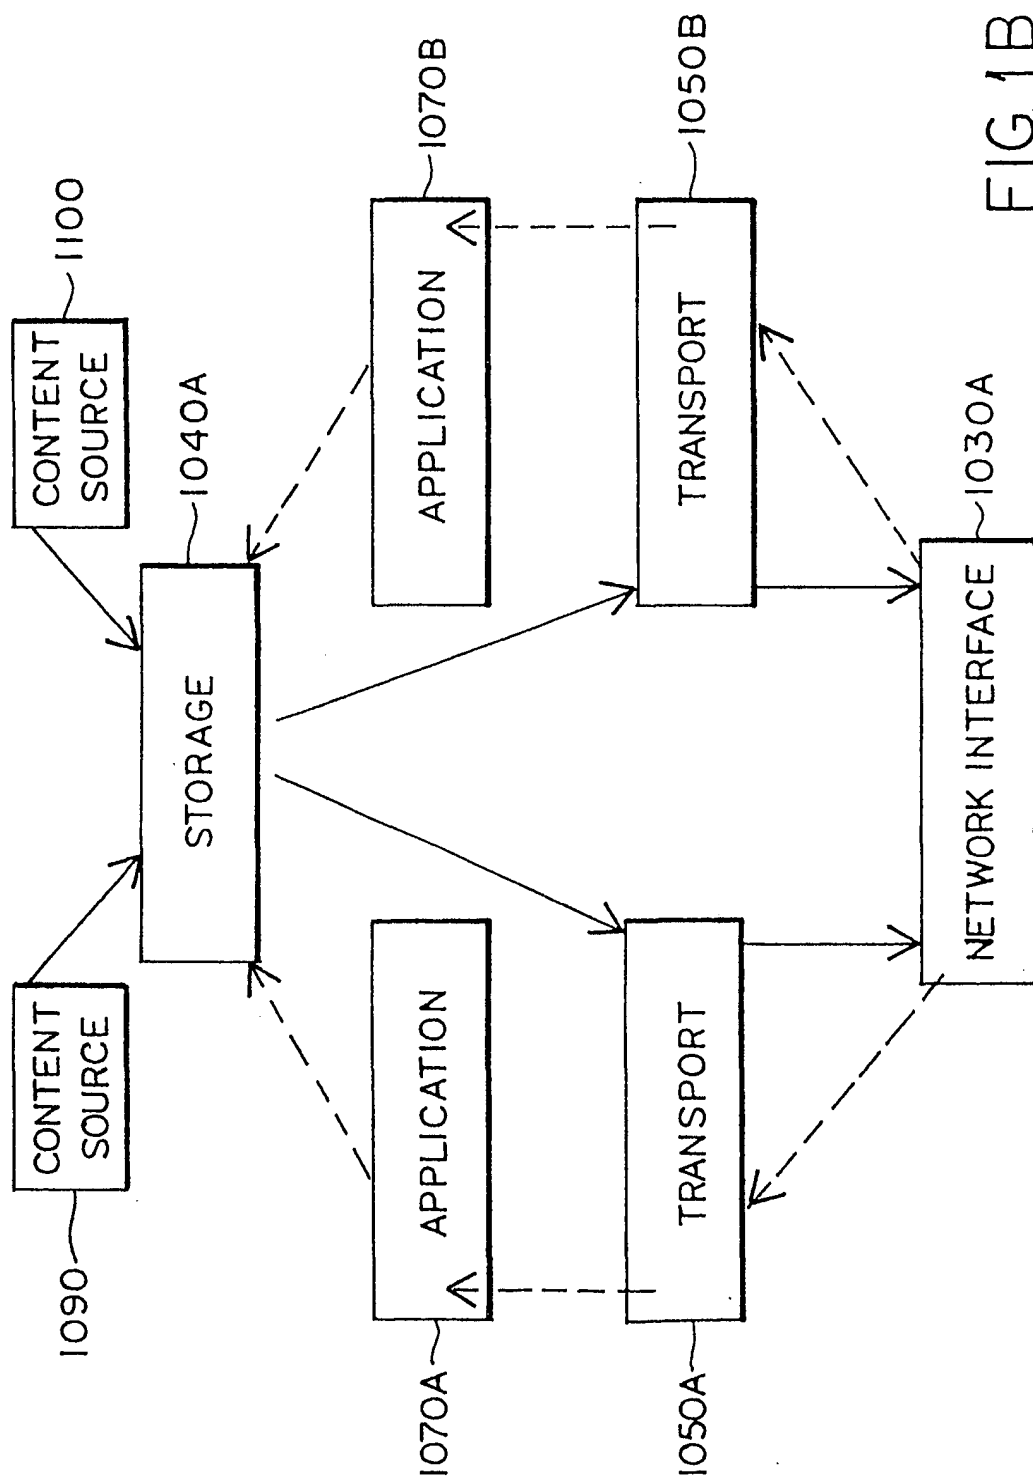 1090
CONTENT
SOURCE
CONTENT
SOURCE
1100
STORAGE
1040A
1070A
APPLICATION
APPLICATION
1070B
1050A
TRANSPORT
TRANSPORT
1050B
NETWORK INTERFACE
1030A
FIG. 1B